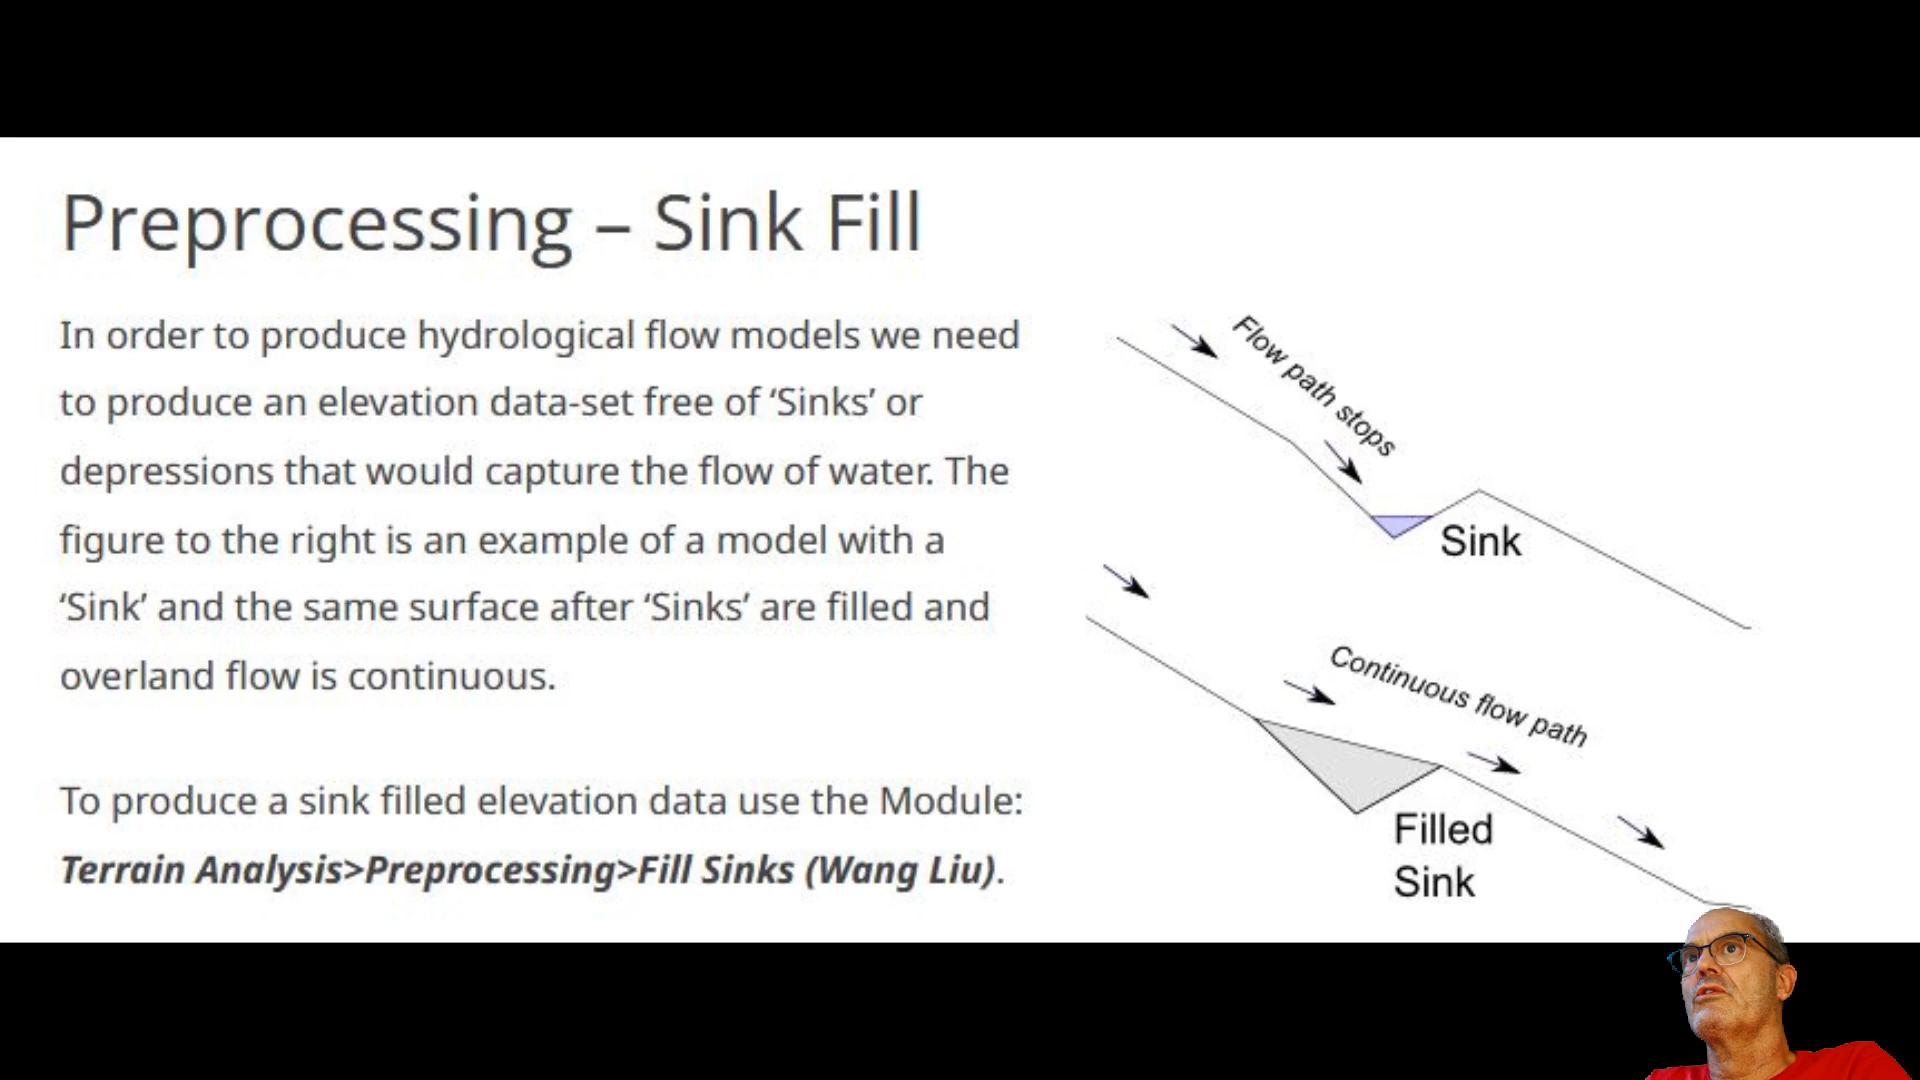 Preprocessing – Sink Fill
In order to produce hydrological flow models we need
to produce an elevation data-set free of ‘Sinks’ or
depressions that would capture the flow of water. The
figure to the right is an example of a model with a
‘Sink’ and the same surface after ‘Sinks’ are filled and
overland flow is continuous.
To produce a sink filled elevation data use the Module:
Terrain Analysis>Preprocessing>Fill Sinks (Wang Liu).
Flow path stops
Sink
Continuous flow path
Filled
Sink